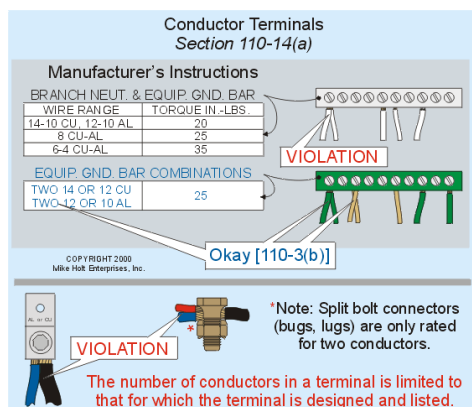 Conductor Terminals
Section 110-14(a)
Manufacturer's Instructions
BRANCH NEUT. & EQUIP. GND. BAR
WIRE RANGE TORQUE IN.-LBS.
14-10 CU, 12-10 AL 20
8 CU-AL 25
6-4 CU-AL 35
VIOLATION
EQUIP. GND. BAR COMBINATIONS
TWO 14 OR 12 CU
TWO 12 OR 10 AL
25
Okay [110-3(b)]
COPYRIGHT 2000
Mike Holt Enterprises, Inc.
AL or CU
VIOLATION
*
*Note: Split bolt connectors
(bugs, lugs) are only rated
for two conductors.
The number of conductors in a terminal is limited to
that for which the terminal is designed and listed.